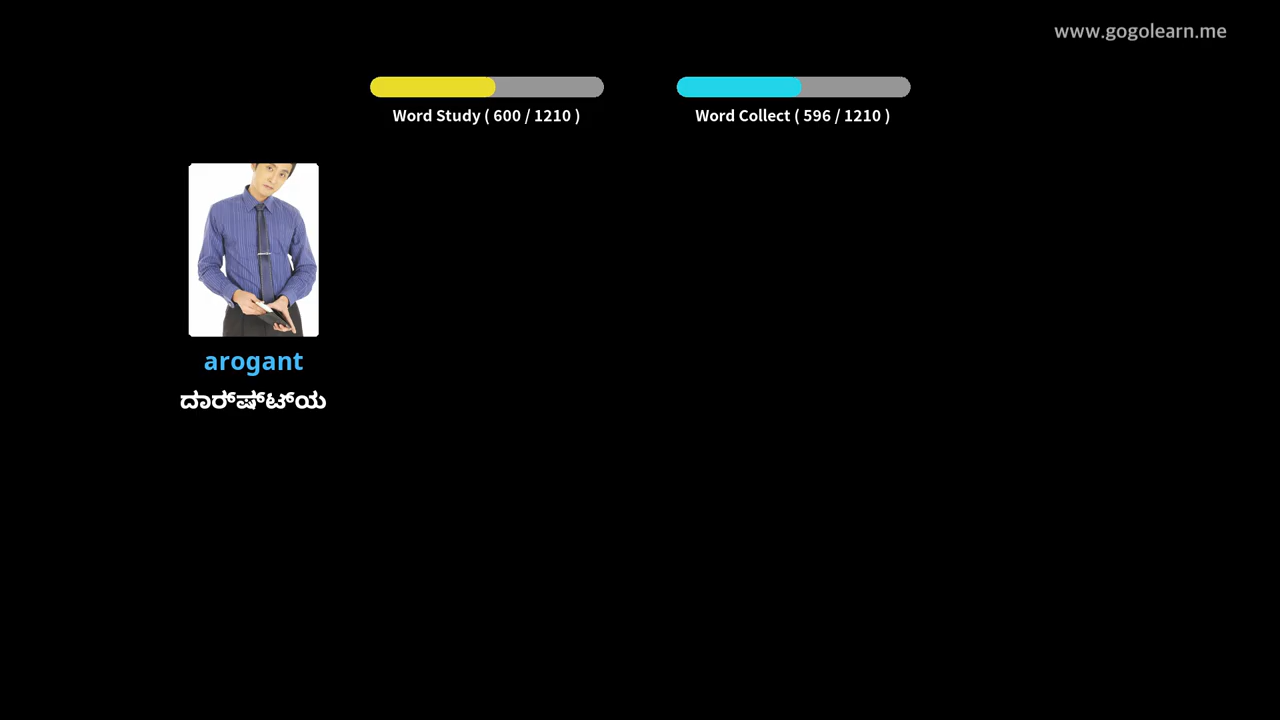 www.gogolearn.me
Word Study ( 600 / 1210 )
Word Collect ( 596 / 1210 )
arogant
ದಾರ್‌ಷ್‌ಟ್‌ಯ